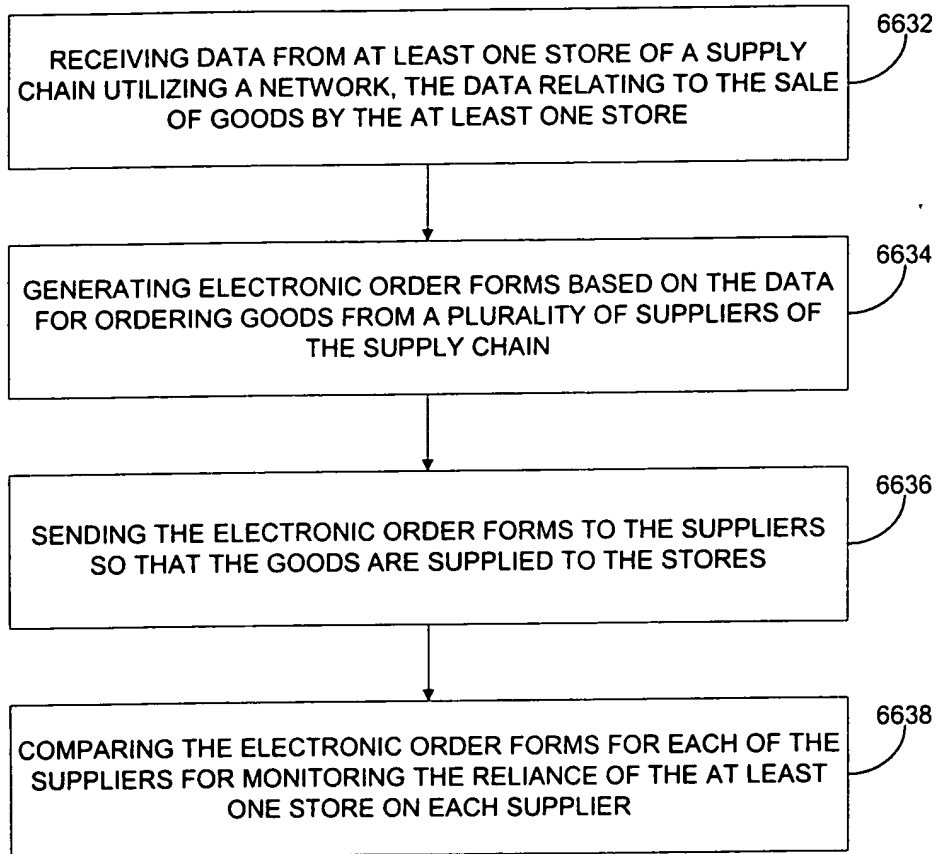 6632
RECEIVING DATA FROM AT LEAST ONE STORE OF A SUPPLY
CHAIN UTILIZING A NETWORK, THE DATA RELATING TO THE SALE
OF GOODS BY THE AT LEAST ONE STORE
6634
GENERATING ELECTRONIC ORDER FORMS BASED ON THE DATA
FOR ORDERING GOODS FROM A PLURALITY OF SUPPLIERS OF
THE SUPPLY CHAIN
6636
SENDING THE ELECTRONIC ORDER FORMS TO THE SUPPLIERS
SO THAT THE GOODS ARE SUPPLIED TO THE STORES
6638
COMPARING THE ELECTRONIC ORDER FORMS FOR EACH OF THE
SUPPLIERS FOR MONITORING THE RELIANCE OF THE AT LEAST
ONE STORE ON EACH SUPPLIER